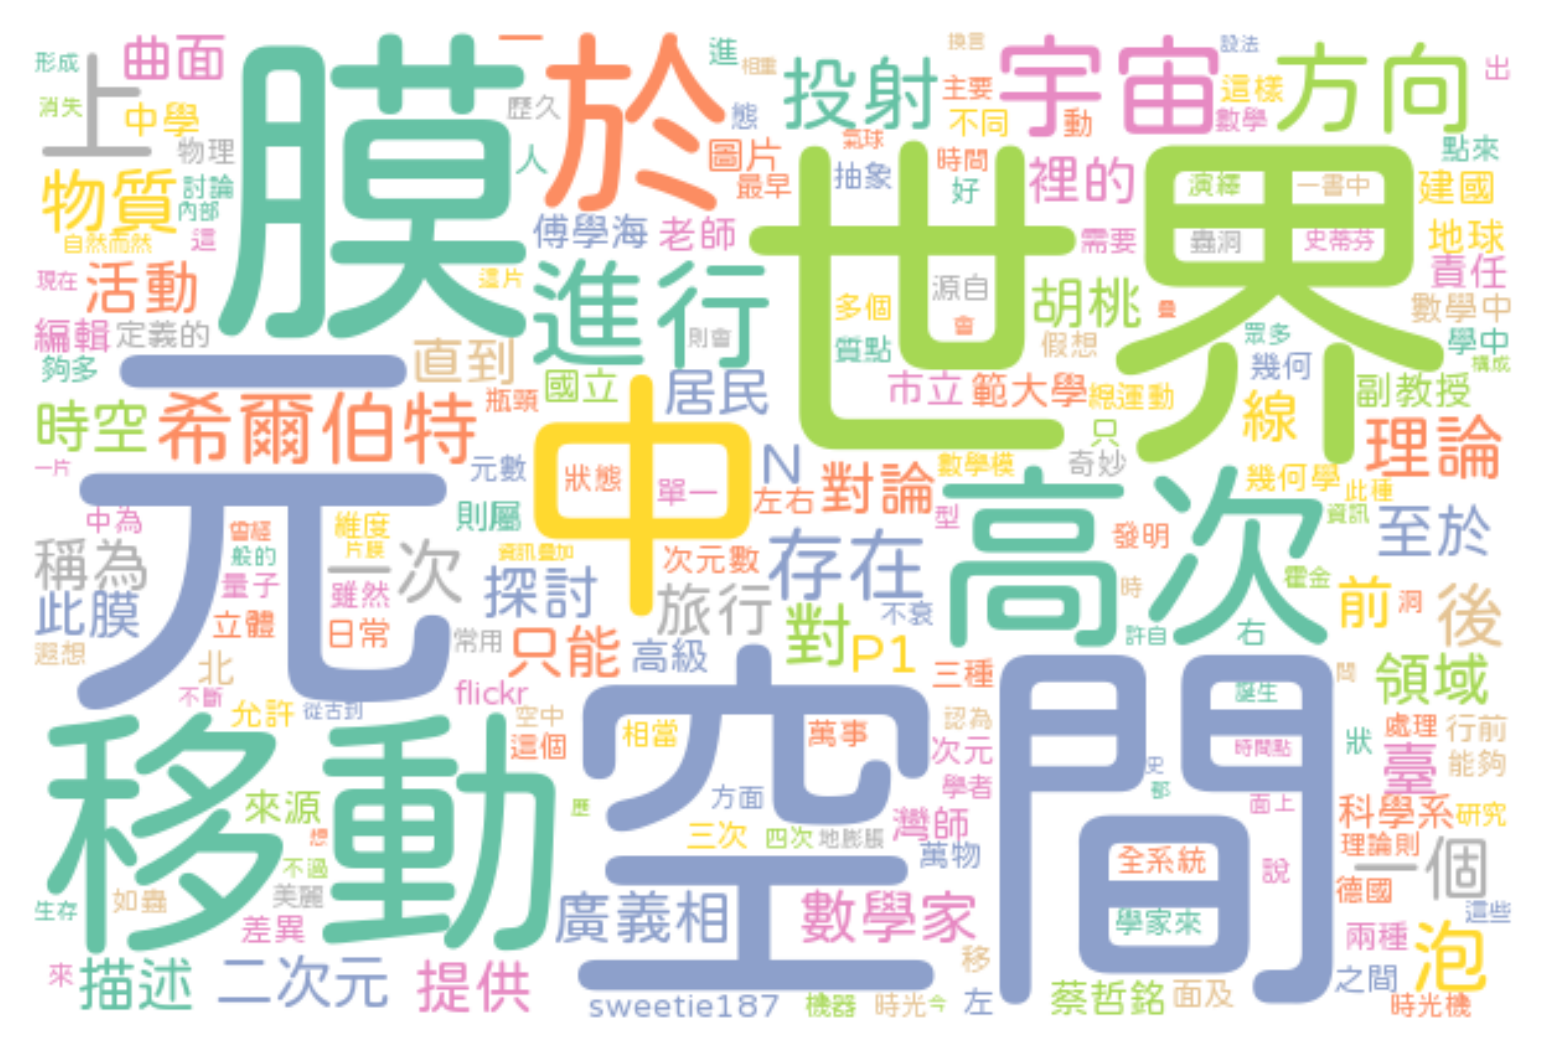 形成
曲面
上
消失
中學
物理
物質
討論
內部
自然而然
這
現在
活動
編輯
定義的
夠多
膜
一
於
歷久
人
進
相重
態
圖片
最早
傅學海
老師
這片
進行
則會
投射
換言
設法
主要
宇宙
這樣
方向
出
不同
動
數學
氣球
抽象
時間
好
裡的
需要
世界
演繹
一書中
蟲洞
史蒂芬
點來
建國
地球
責任
數學中
學中
構成
源自
會
多個
質點
胡桃
疊
假想
眾多
幾何
副教授
一元
直到
國立
居民
瓶頸
市立
範大學
總運動
只
線
時空
希爾伯特
一片
元數
中
狀態
單一
N
左右
對論
數學模
型
奇妙
幾何學
此種
資訊
理論
至於
中為
曾經
般的
維度
片膜
則屬
資訊疊加
稱為
此膜
量子
一次
雖然
立體
日常
探討
次元數
旅行
存在
不衰
高次
發明
時
霍金
前
洞
後
許自
右
遐想
北
不斷
允許
從古到
常用
只能
高級
對
P1
三種
領域
問
flickr
空中
這個
移動
來源
想
不過
美麗
如蟲
生存
差異
歷
空間
相當
萬事
方面
三次
四次
地膨脹
認為
次元
學者
灣師
萬物
誕生
時間點
史
都
面上
狀
處理
行前
臺
能夠
科學系
研究
理論則
一個
德國
全系統
學家來
說
這些
兩種
泡
來
描述
二次元
提供
廣義相
數學家
sweetie187
機器
時光
今
移
左
蔡哲銘
面及
之間
時光機